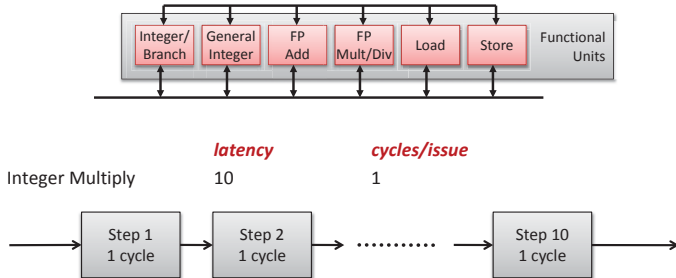 Integer/ Branch General Integer FP Add FP Mult/Div Load Store Functional Units
latency cycles/issue
Integer Multiply 10 1
Step 1 1 cycle Step 2 1 cycle Step 10 1 cycle